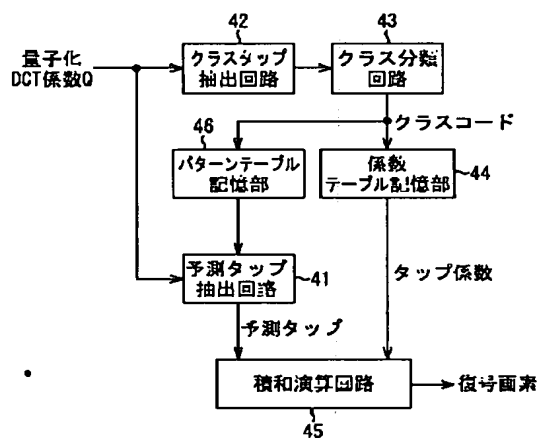 42
43
量子化
DCT係数Q
クラスタップ
抽出回路
クラス分類
回路
クラスコード
46
パターンテーブル
記憶部
係数
テーブル記憶部
44
予測タップ
抽出回路
41
タップ係数
予測タップ
積和演算回路
復号画素
45